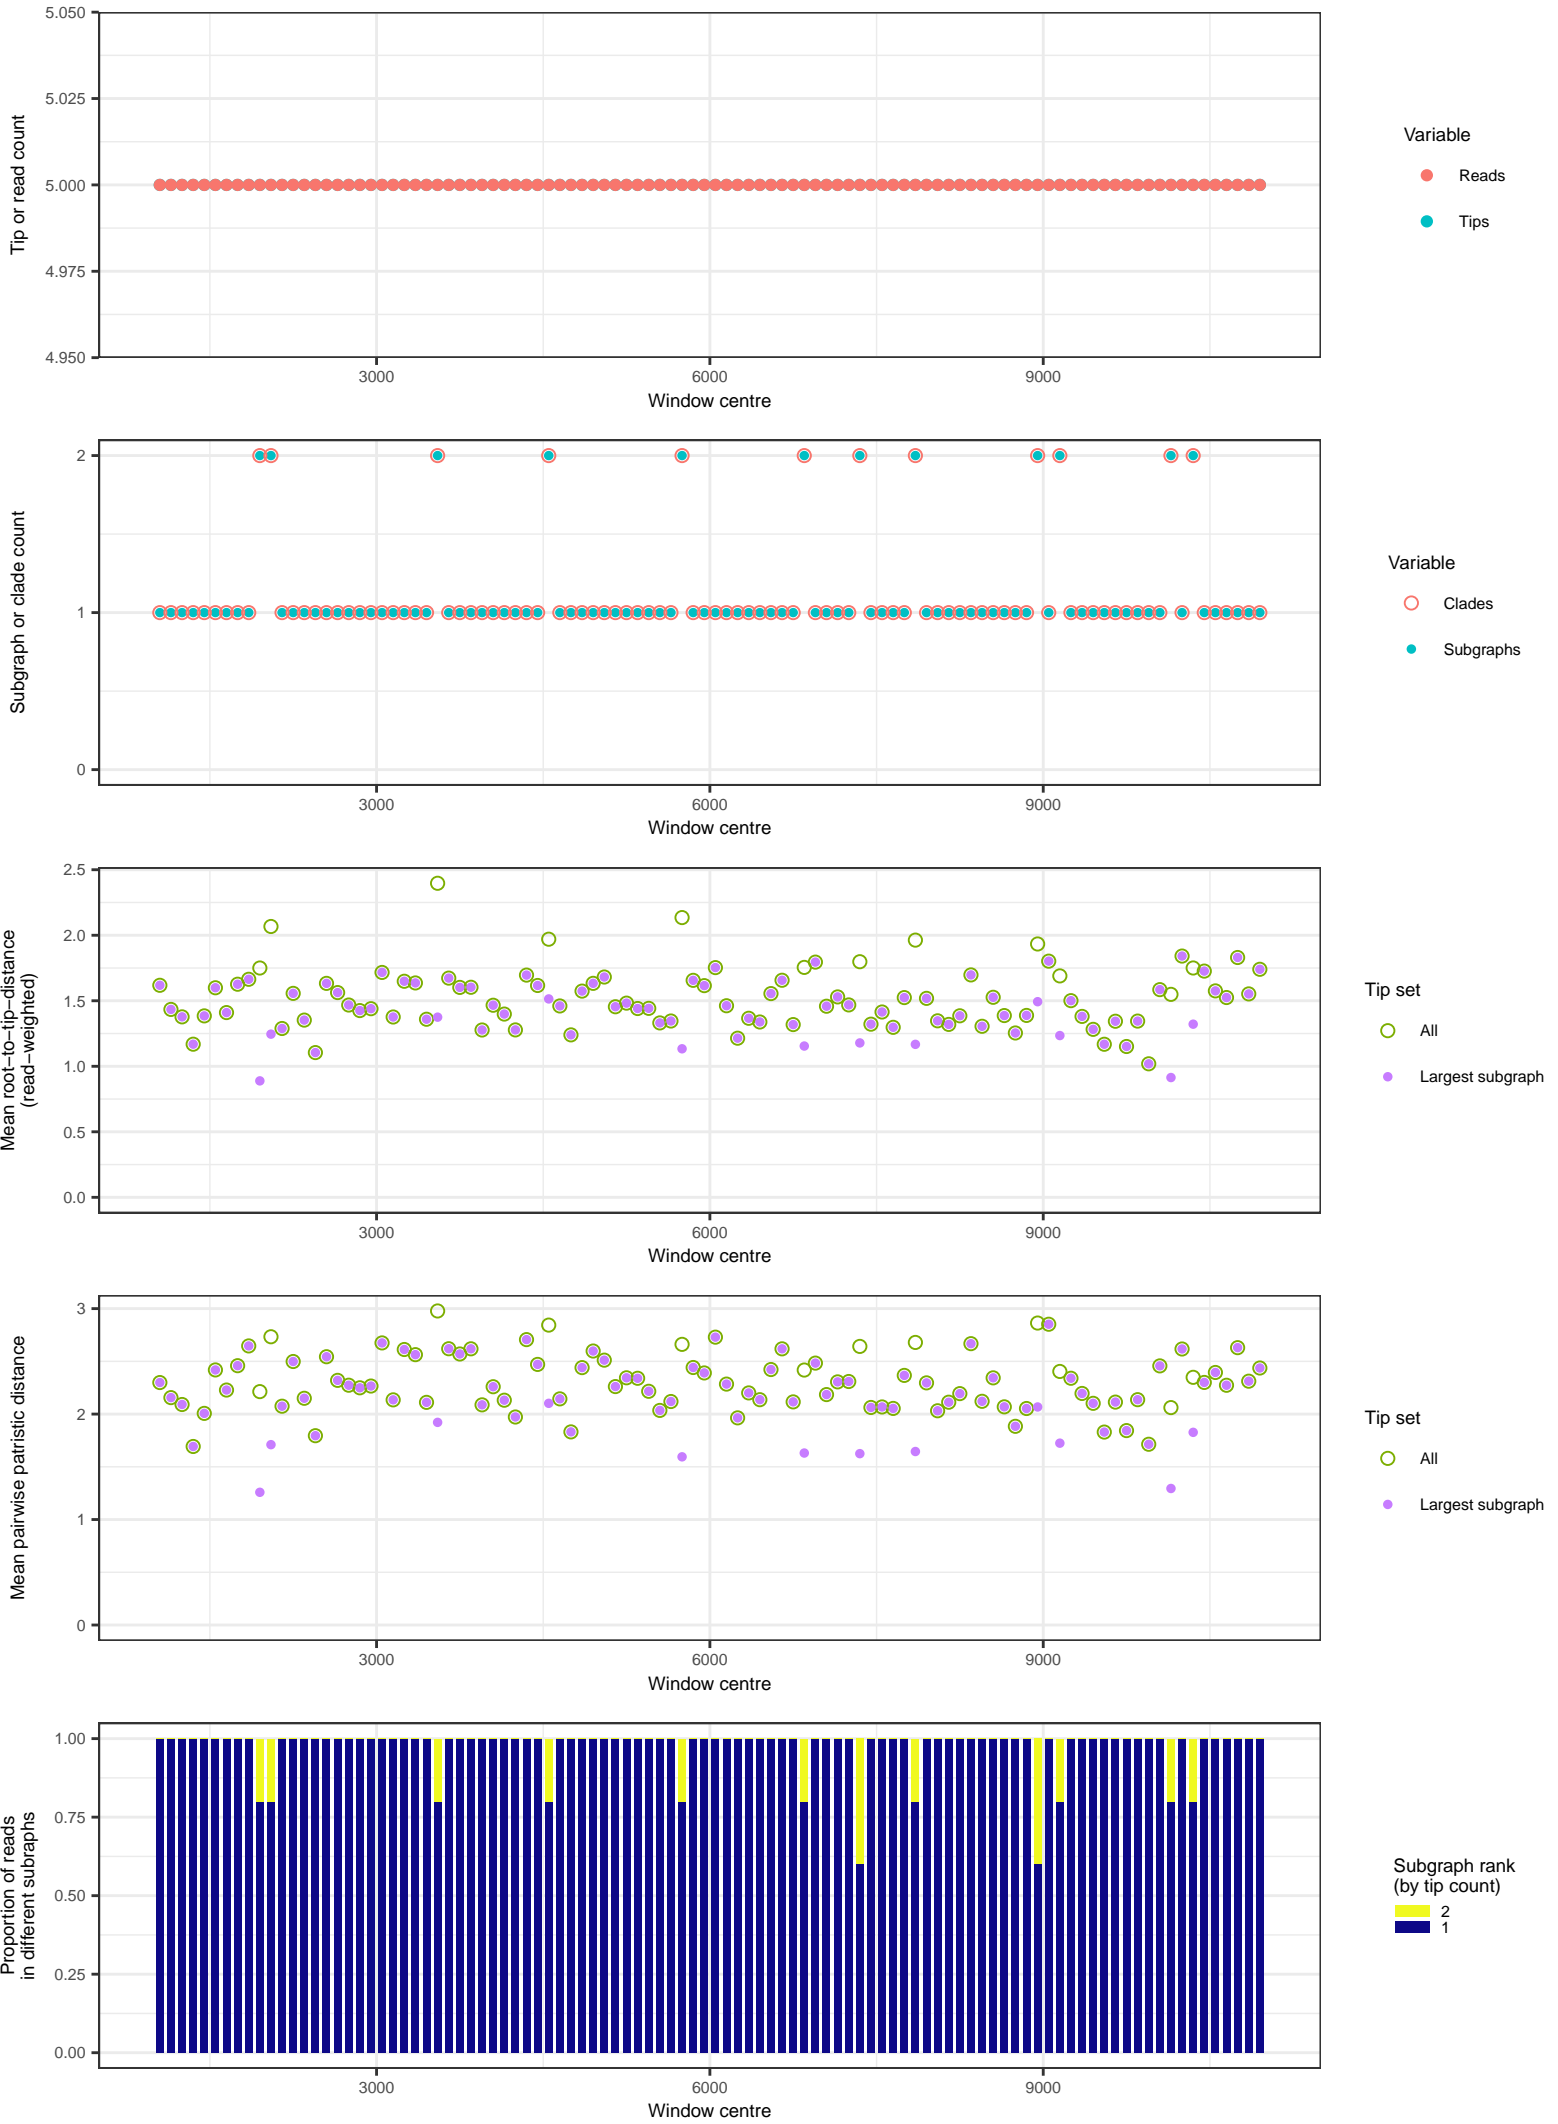 5.050
5.025
5.000
4.975
4.950
Tip or read count
3000
6000
9000
Window centre
Variable
Reads
Tips
2
1
0
Subgraph or clade count
3000
6000
9000
Window centre
Variable
Clades
Subgraphs
2.5
2.0
1.5
1.0
0.5
0.0
Mean root−to−tip−distance
(read−weighted)
3000
6000
9000
Window centre
Tip set
All
Largest subgraph
3
2
1
0
Mean pairwise patristic distance
3000
6000
9000
Window centre
Tip set
All
Largest subgraph
1.00
0.75
0.50
0.25
0.00
Proportion of reads
in different subraphs
3000
6000
9000
Window centre
Subgraph rank
(by tip count)
2
1